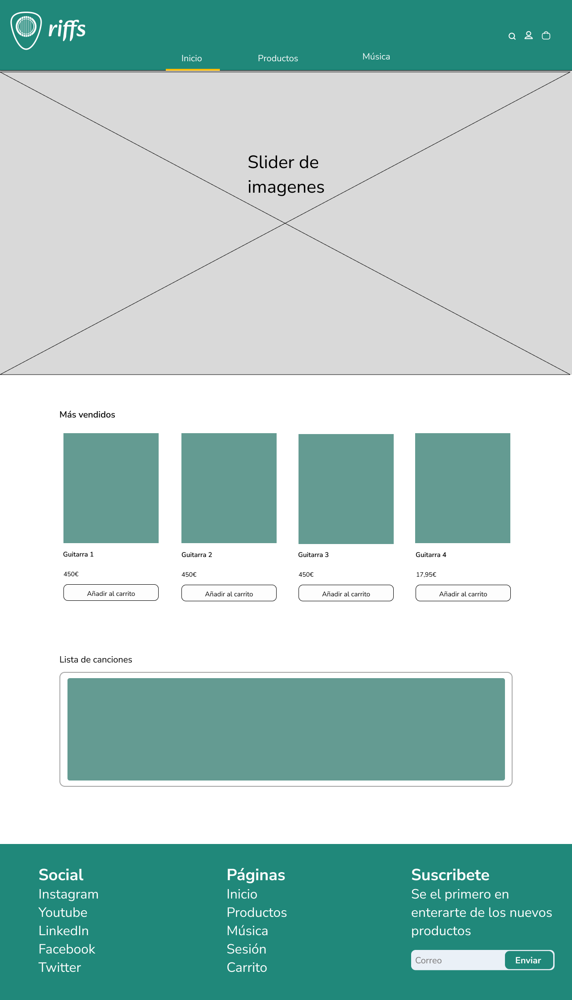 riffs
Inicio
Productos
Música
Slider de
imagenes
Más vendidos
Guitarra 1
450€
Añadir al carrito
Guitarra 2
450€
Añadir al carrito
Guitarra 3
450€
Añadir al carrito
Guitarra 4
17,95€
Añadir al carrito
Lista de canciones
Social
Instagram
Youtube
LinkedIn
Facebook
Twitter
Páginas
Inicio
Productos
Música
Sesión
Carrito
Suscribete
Se el primero en
enterarte de los nuevos
productos
Correo
Enviar